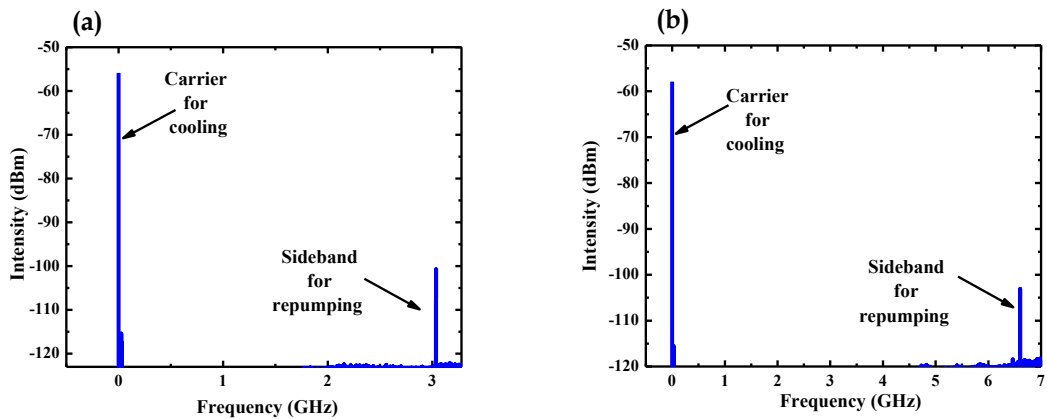 (a)
-50
-60
-70
-80
-90
-100
-110
-120
Intensity (dBm)
Carrier
for
cooling
Sideband
for
repumping
0
1
2
3
Frequency (GHz)
(b)
-50
-60
-70
-80
-90
-100
-110
-120
Intensity (dBm)
Carrier
for
cooling
Sideband
for
repumping
0
1
2
3
4
5
6
7
Frequency (GHz)